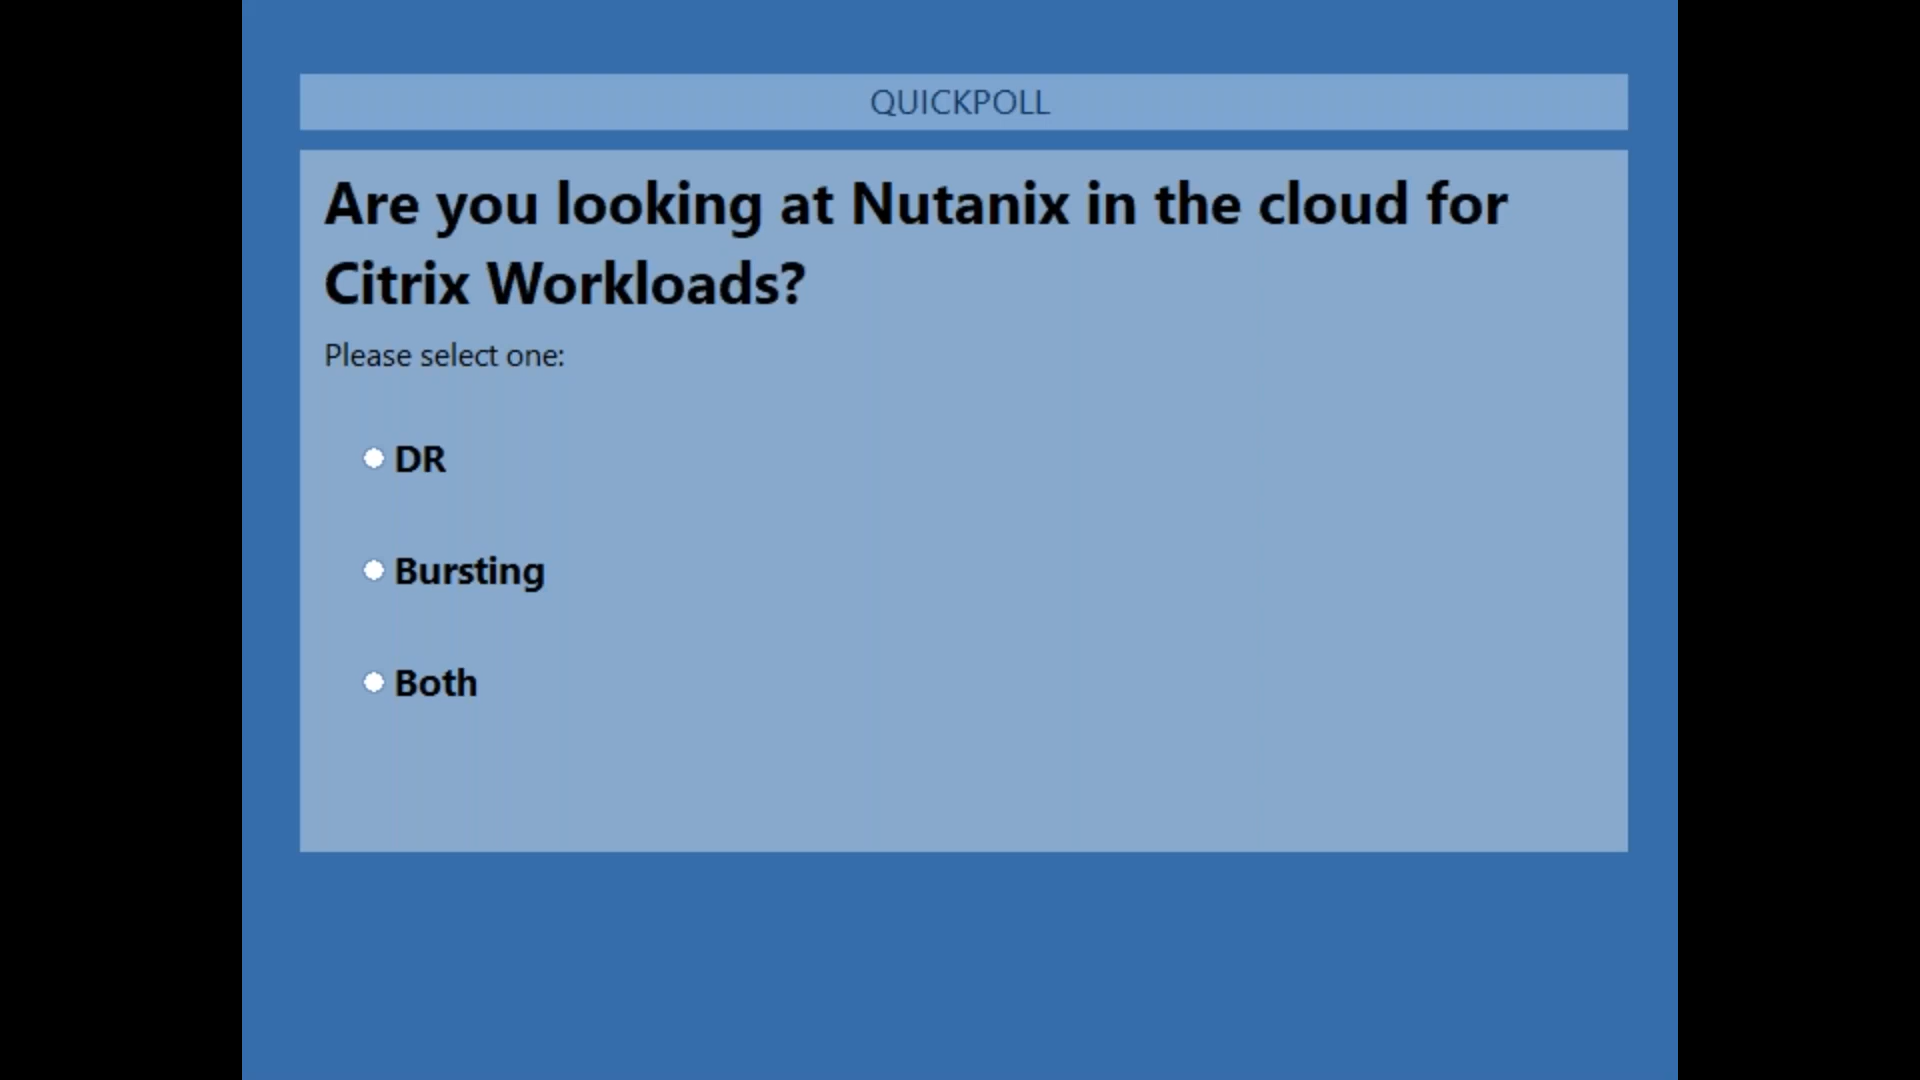 QUICKPOLL
Are you looking at Nutanix in the cloud for
Citrix Workloads?
Please select one:
DR
Bursting
Both